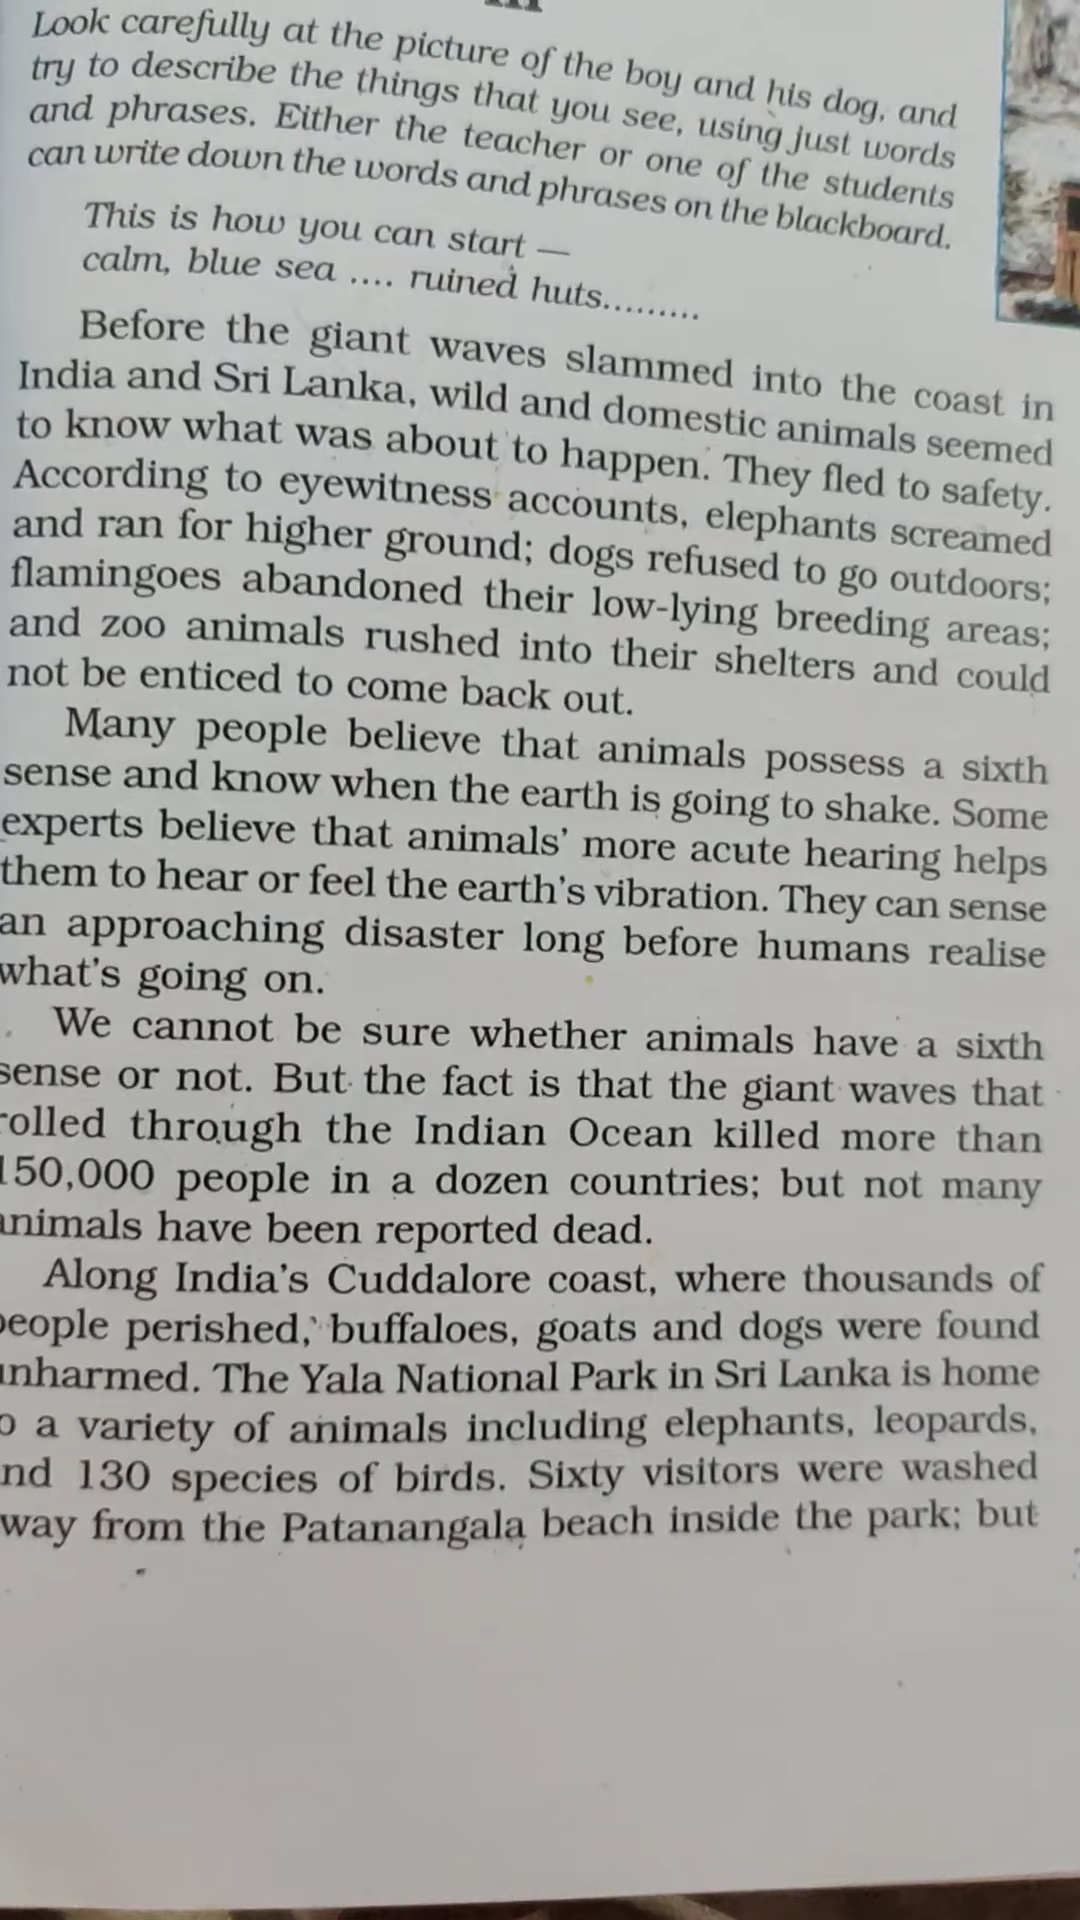 Look carefully at the picture of the boy and his dog, and
try to describe the things that you see, using just words
and phrases. Either the teacher or one of the students
can write down the words and phrases on the blackboard.
This is how you can start —
calm, blue sea .... ruined huts.........
Before the giant waves slammed into the coast in
India and Sri Lanka, wild and domestic animals seemed
to know what was about to happen. They fled to safety.
According to eyewitness accounts, elephants screamed
and ran for higher ground; dogs refused to go outdoors;
flamingoes abandoned their low-lying breeding areas;
and zoo animals rushed into their shelters and could
not be enticed to come back out.
Many people believe that animals possess a sixth
sense and know when the earth is going to shake. Some
experts believe that animals' more acute hearing helps
them to hear or feel the earth's vibration. They can sense
an approaching disaster long before humans realise
what's going on.
We cannot be sure whether animals have a sixth
sense or not. But the fact is that the giant waves that
rolled through the Indian Ocean killed more than
150,000 people in a dozen countries; but not many
animals have been reported dead.
Along India's Cuddalore coast, where thousands of
people perished, buffaloes, goats and dogs were found
unharmed. The Yala National Park in Sri Lanka is home
o a variety of animals including elephants, leopards,
nd 130 species of birds. Sixty visitors were washed
way from the Patanangala beach inside the park; but